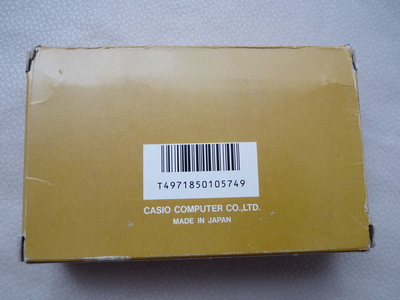 T4971850105749
CASIO COMPUTER CO.,LTD.
MADE IN JAPAN